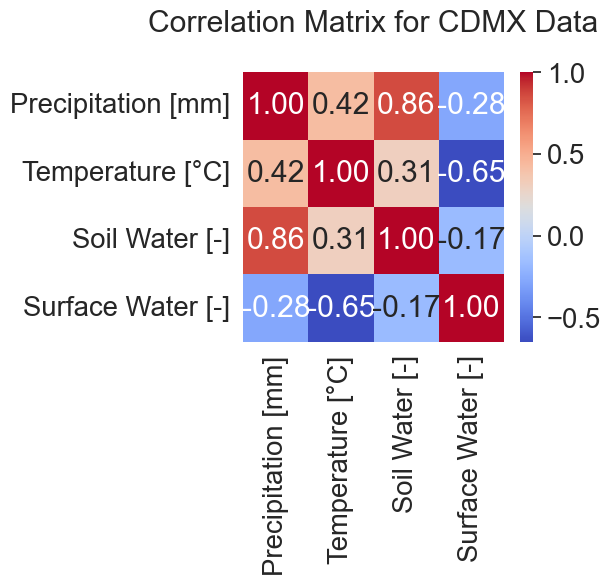 Correlation Matrix for CDMX Data
Precipitation [mm] 1.00 0.42 0.86 -0.28
Temperature [°C] 0.42 1.00 0.31 -0.65
Soil Water [-] 0.86 0.31 1.00 -0.17
Surface Water [-] -0.28 -0.65 -0.17 1.00
1.0
0.5
0.0
−0.5
Precipitation [mm]
Temperature [°C]
Soil Water [-]
Surface Water [-]